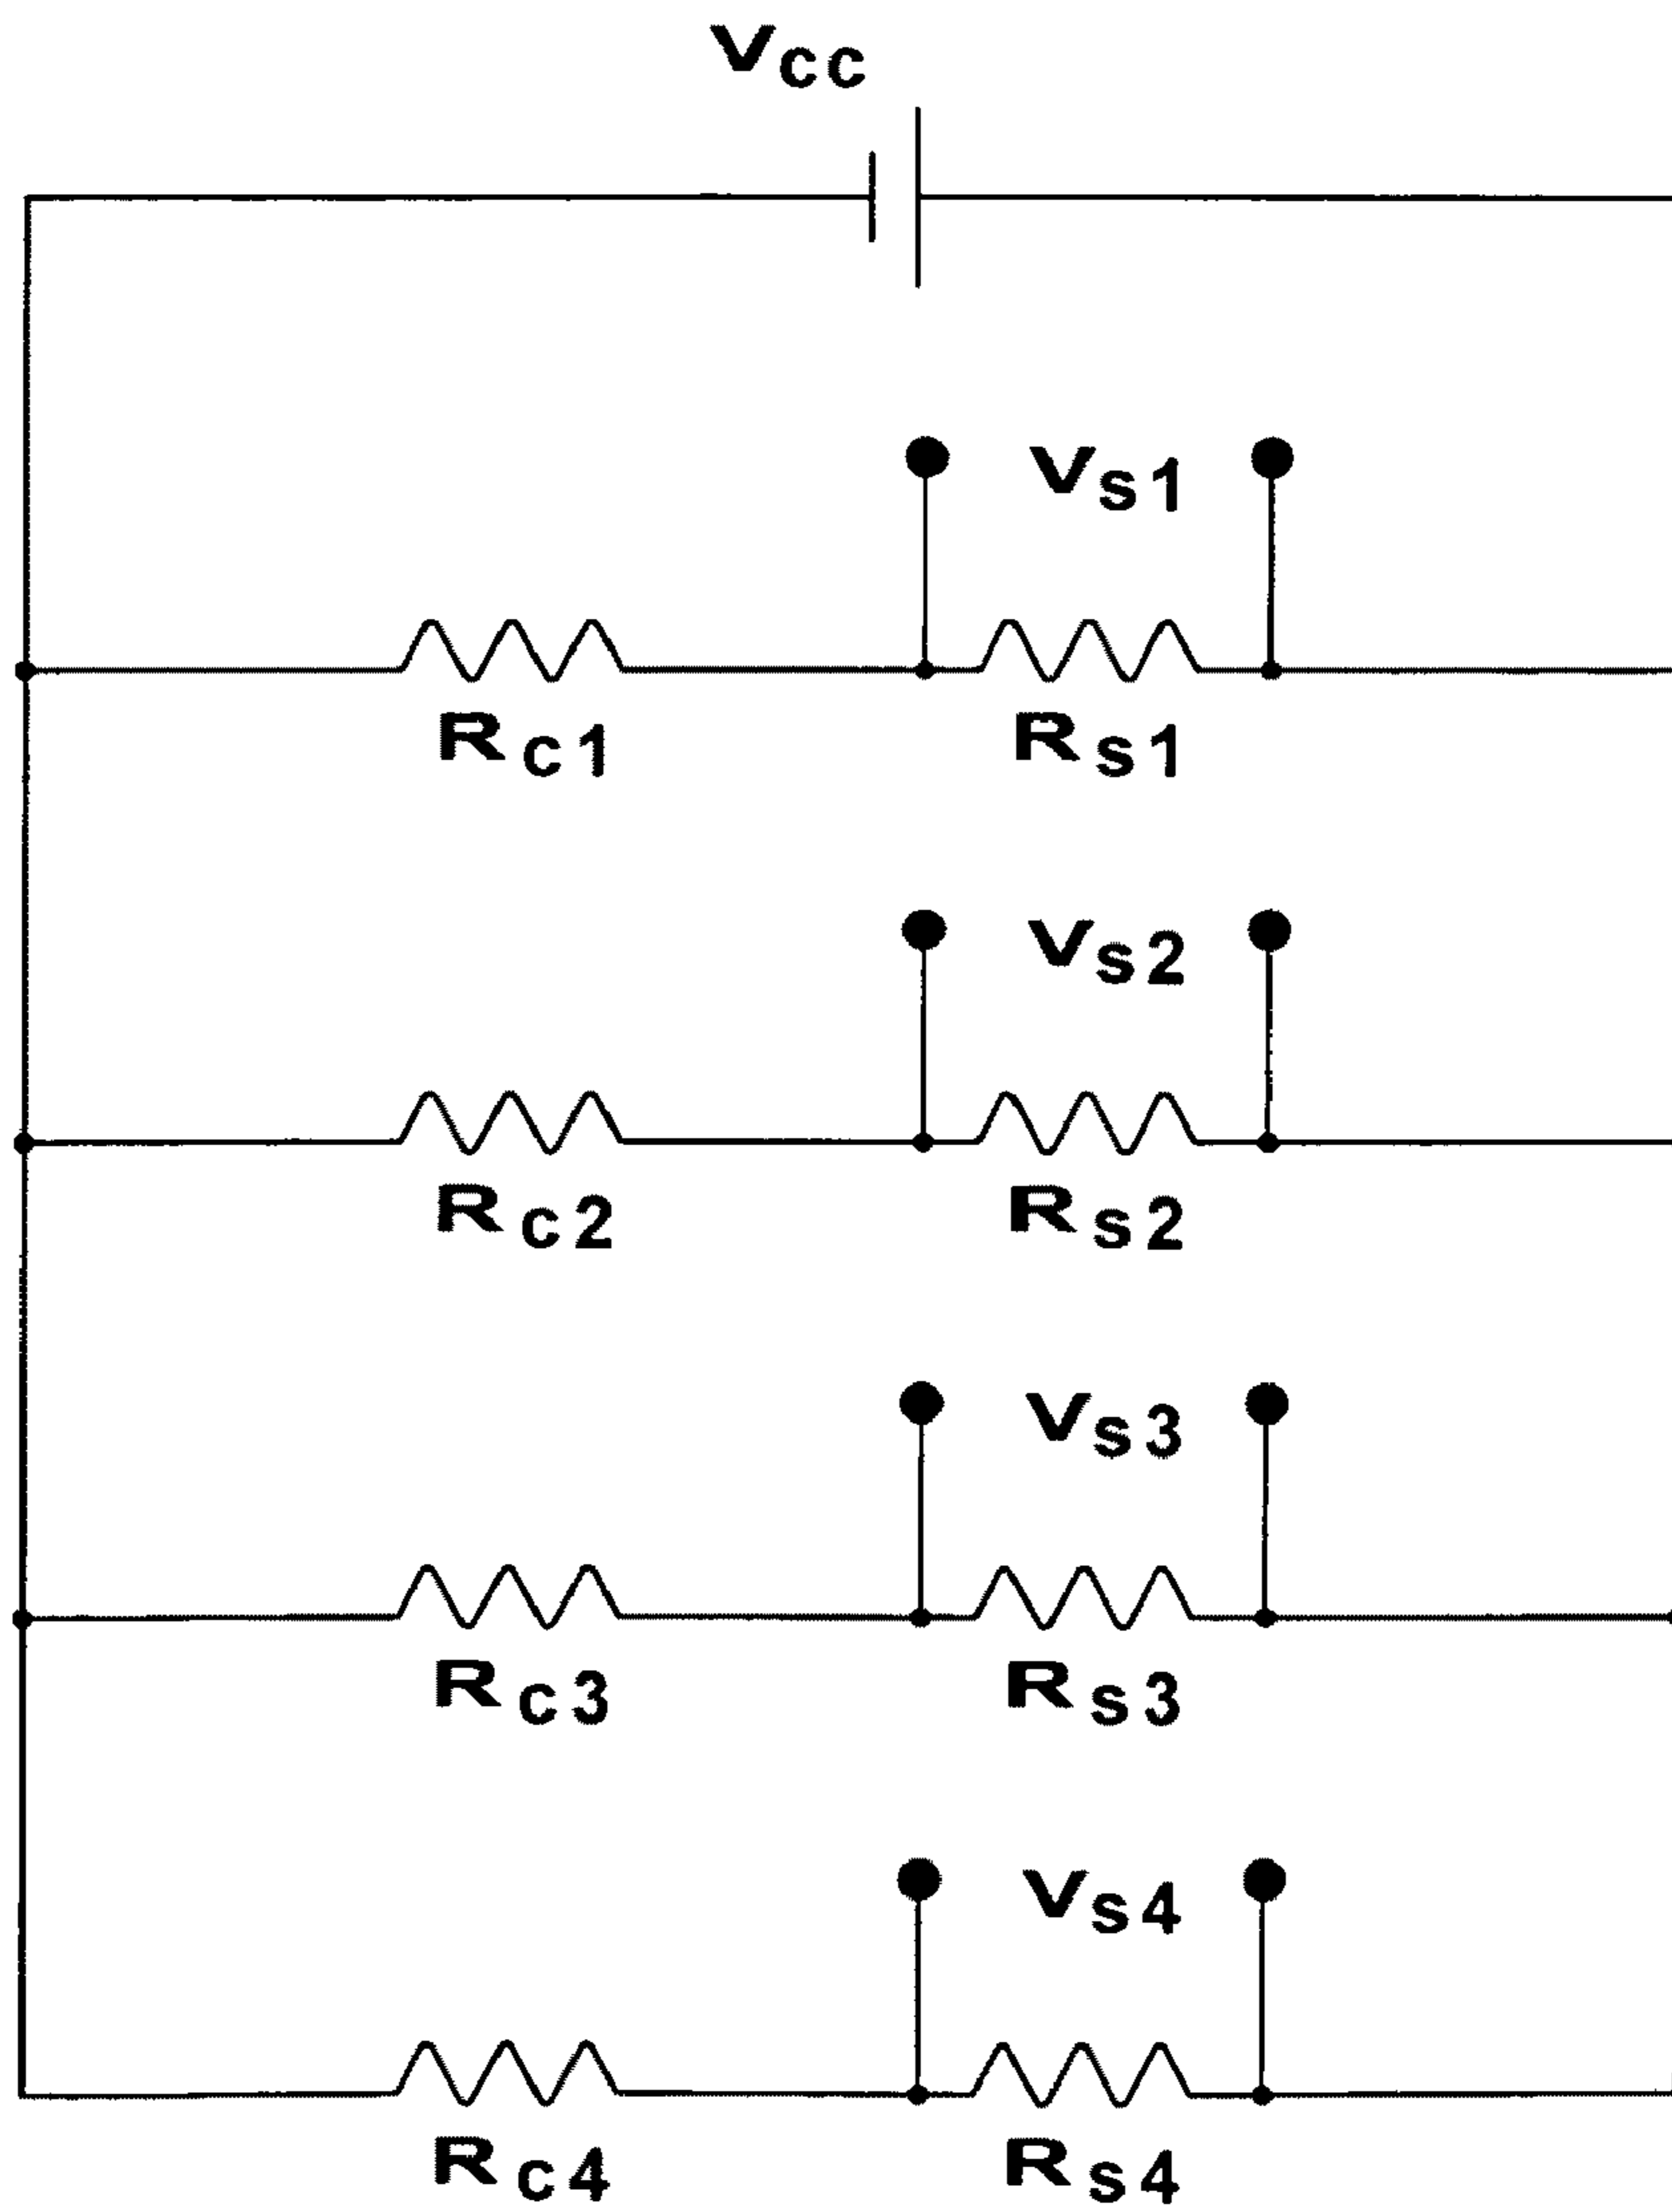 Vcc
Vs1
Rc1 Rs1
Vs2
Rc2 Rs2
Vs3
Rc3 Rs3
Vs4
Rc4 Rs4